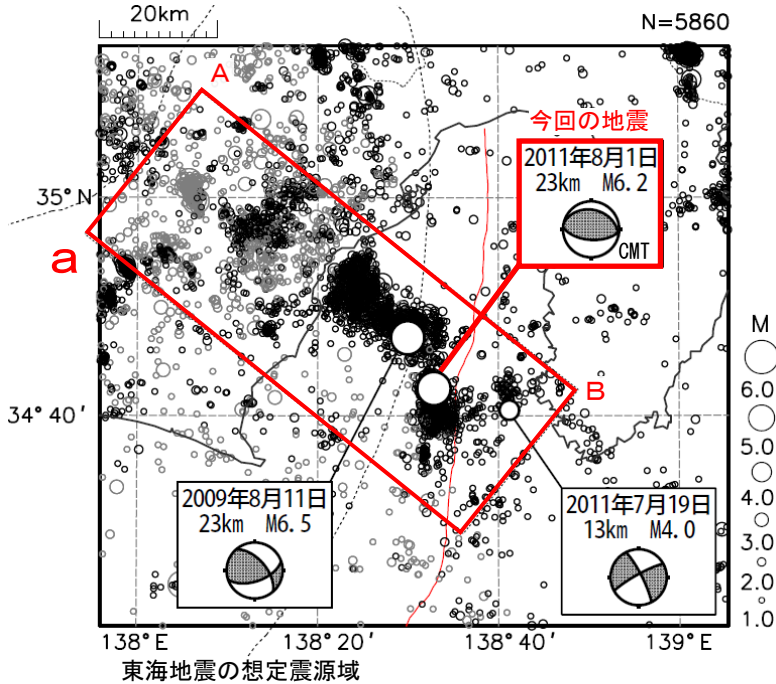 20km
N=5860
A
今回の地震
2011年8月1日
23km M6.2
CMT
35°N
a
M
B
6.0
34°40′
5.0
2009年8月11日
23km M6.5
2011年7月19日
13km M4.0
4.0
3.0
2.0
1.0
138°E
138°20′
138°40′
139°E
東海地震の想定震源域